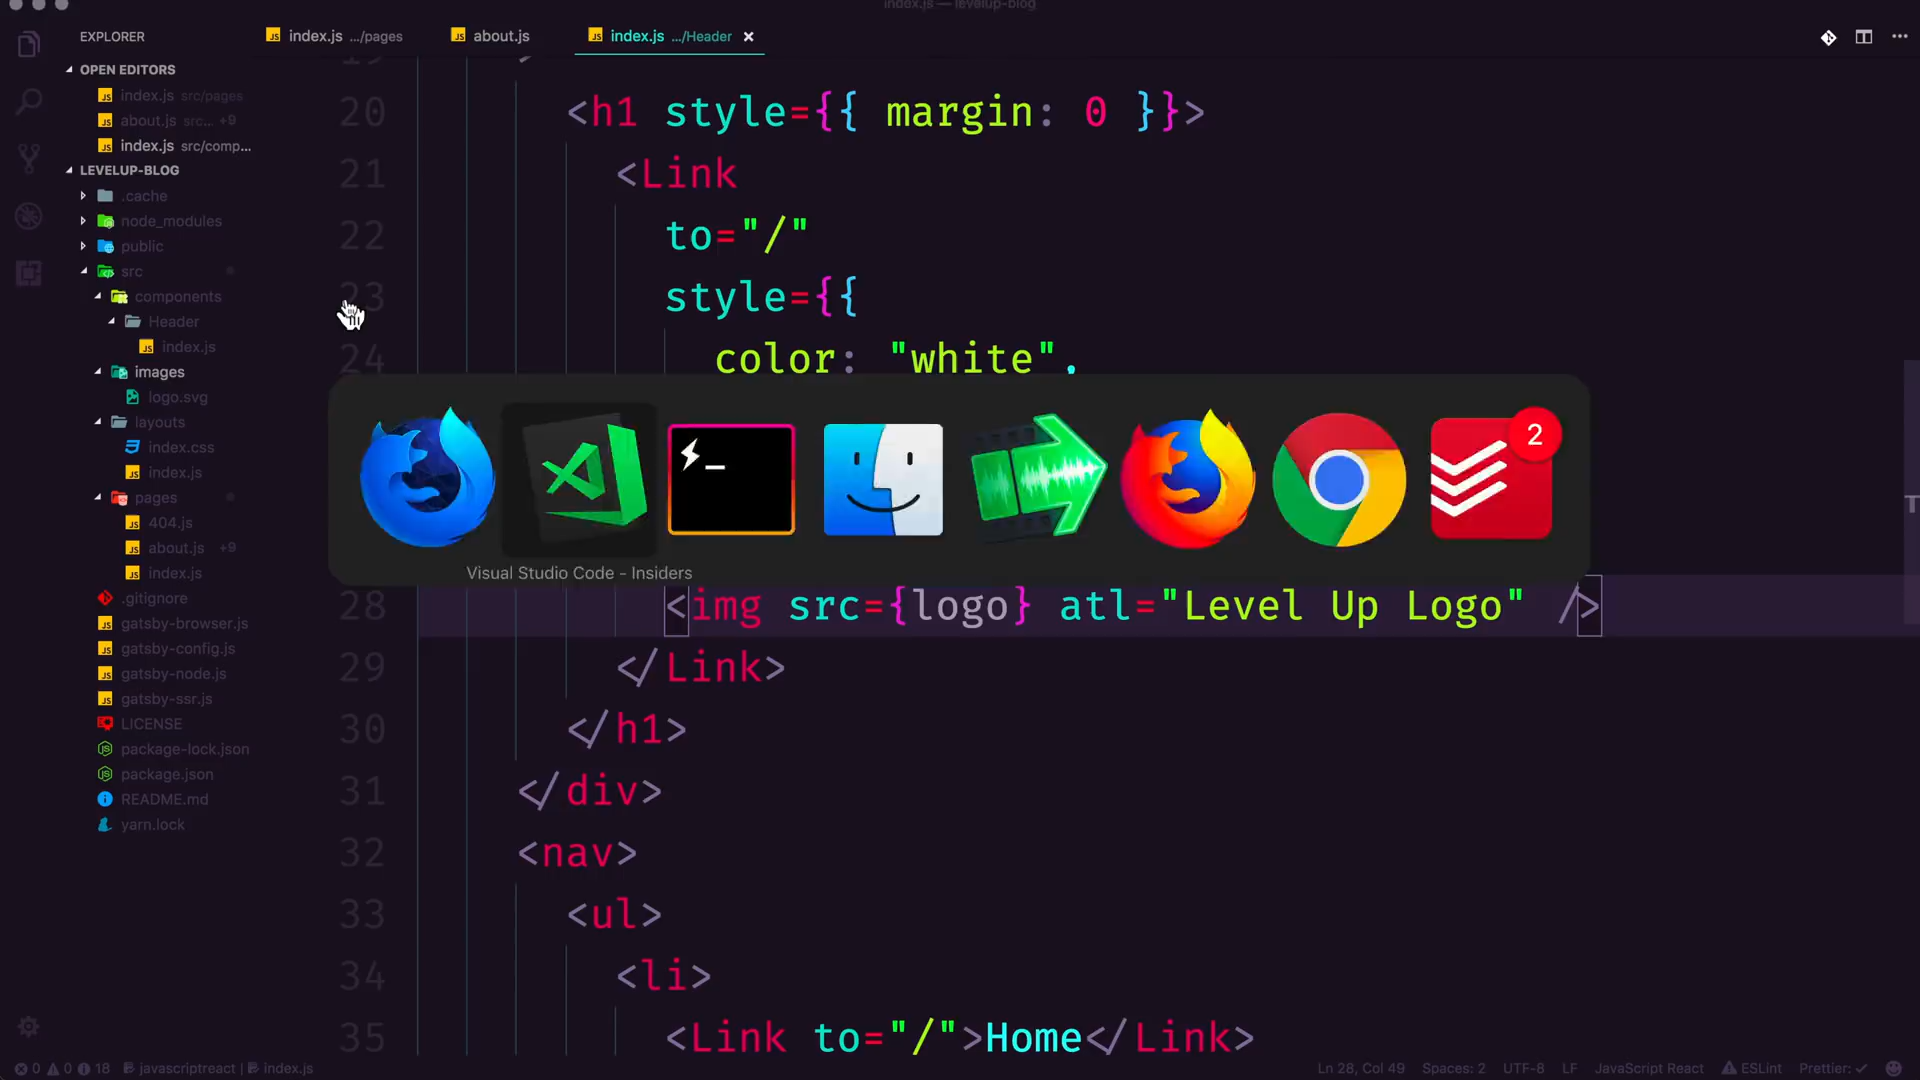 index.js — levelup-blog
EXPLORER
index.js .../pages
about.js
index.js .../Header
OPEN EDITORS
index.js src/pages
about.js src... +9
index.js src/comp...
LEVELUP-BLOG
.cache
node_modules
public
src
components
Header
index.js
images
logo.svg
layouts
index.css
index.js
pages
404.js
about.js +9
index.js
.gitignore
gatsby-browser.js
gatsby-config.js
gatsby-node.js
gatsby-ssr.js
LICENSE
package-lock.json
package.json
README.md
yarn.lock
19 >
20 <h1 style={{ margin: 0 }}>
21 <Link
22 to="/"
23 style={{
24 color: "white",
2
Visual Studio Code - Insiders
28 <img src={logo} atl="Level Up Logo" />
29 </Link>
30 </h1>
31 </div>
32 <nav>
33 <ul>
34 <li>
35 <Link to="/">Home</Link>
0 0 18 javascriptreact | index.js
Ln 28, Col 49 Spaces: 2 UTF-8 LF JavaScript React ESLint Prettier: ✓